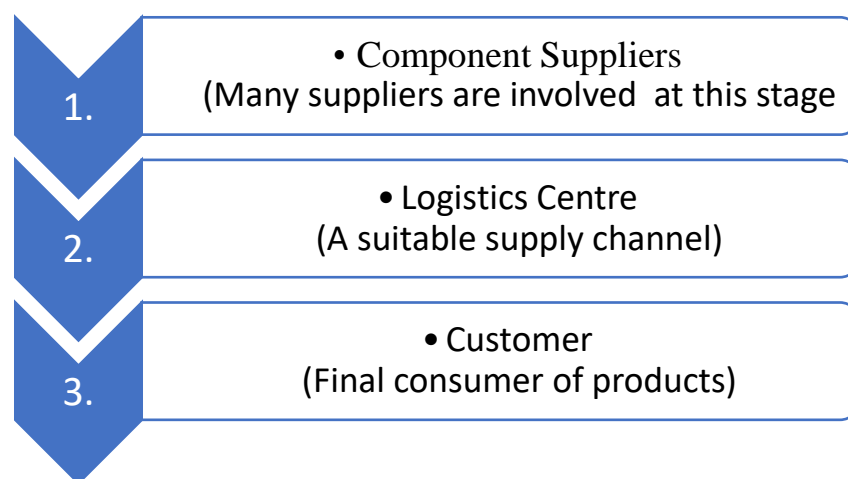 1.
• Component Suppliers
(Many suppliers are involved at this stage
2.
• Logistics Centre
(A suitable supply channel)
3.
• Customer
(Final consumer of products)